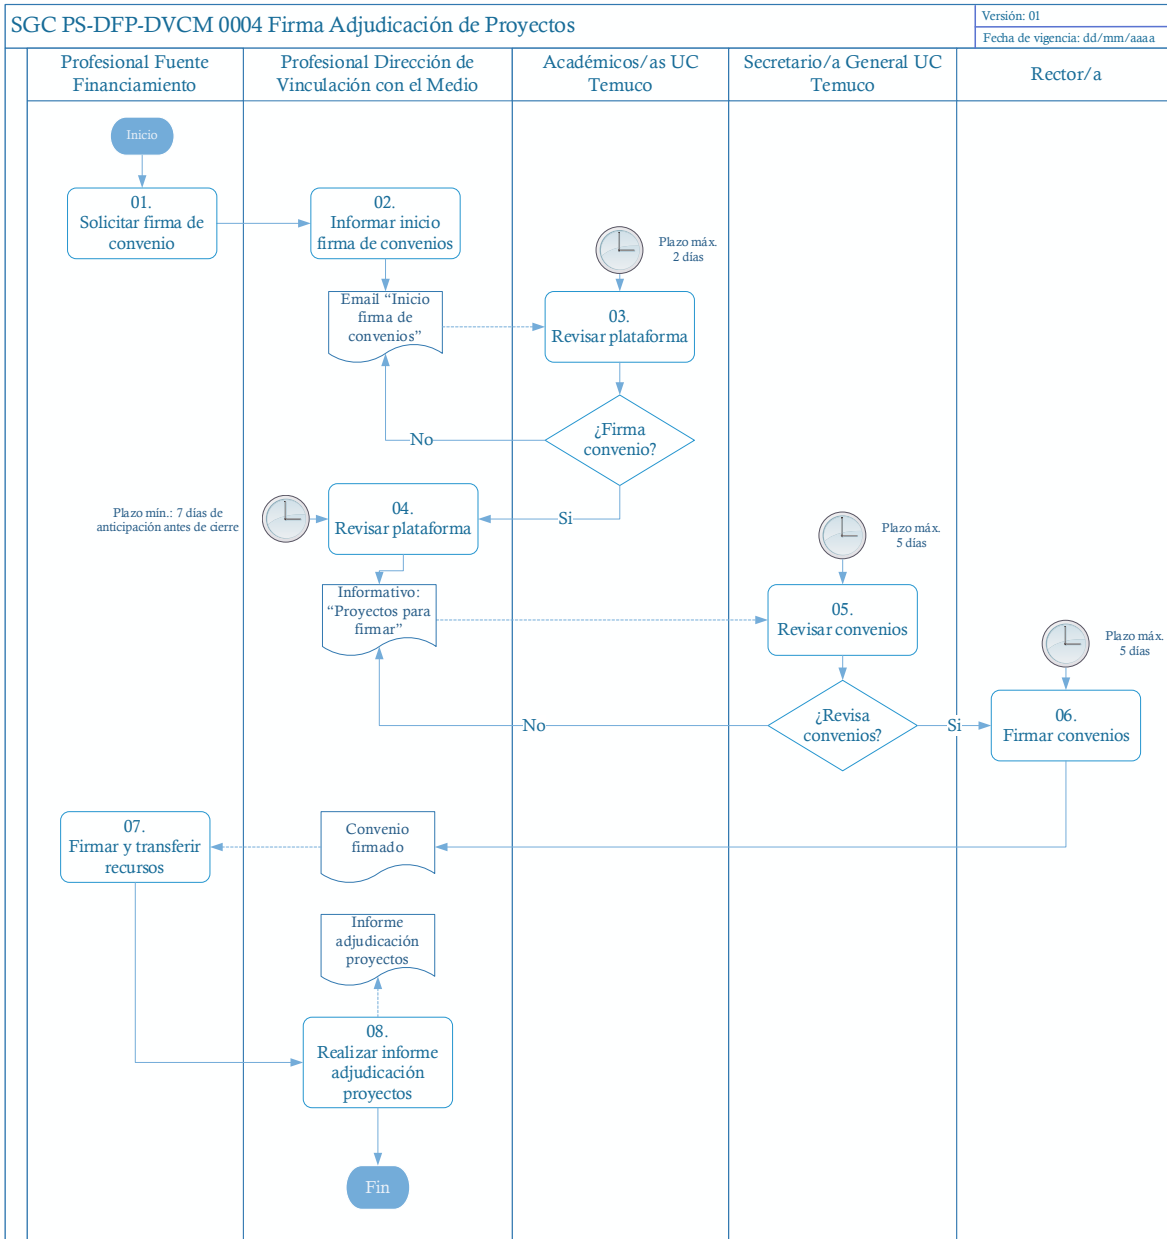 SGC PS-DFP-DVCM 0004 Firma Adjudicación de Proyectos
Versión: 01
Fecha de vigencia: dd/mm/aaaa
Profesional Fuente
Financiamiento
Profesional Dirección de
Vinculación con el Medio
Académicos/as UC
Temuco
Secretario/a General UC
Temuco
Rector/a
Inicio
01.
Solicitar firma de
convenio
02.
Informar inicio
firma de convenios
Plazo máx.
2 días
Email “Inicio
firma de
convenios”
03.
Revisar plataforma
¿Firma
convenio?
No
Si
Plazo mín.: 7 días de
anticipación antes de cierre
04.
Revisar plataforma
Plazo máx.
5 días
Informativo:
“Proyectos para
firmar”
05.
Revisar convenios
Plazo máx.
5 días
¿Revisa
convenios?
No
Si
06.
Firmar convenios
07.
Firmar y transferir
recursos
Convenio
firmado
Informe
adjudicación
proyectos
08.
Realizar informe
adjudicación
proyectos
Fin